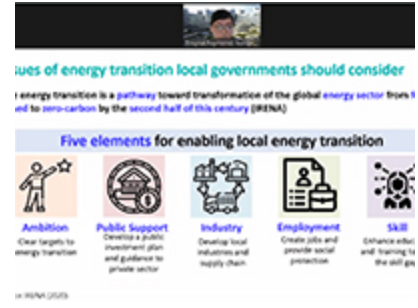 sues of energy transition local governments should consider
energy transition is a pathway toward transformation of the global energy sector from
to zero-carbon by the second half of this century (IRENA)
Five elements for enabling local energy transition
Ambition
Clear targets to
energy transition
Public Support
Develop a public
investment plan
and guidance to
private sector
Industry
Develop local
industries and
supply chain
Employment
Create jobs and
provide social
protection
Skill
Enhance educ
and training to
the skill ga
IRENA (2020)